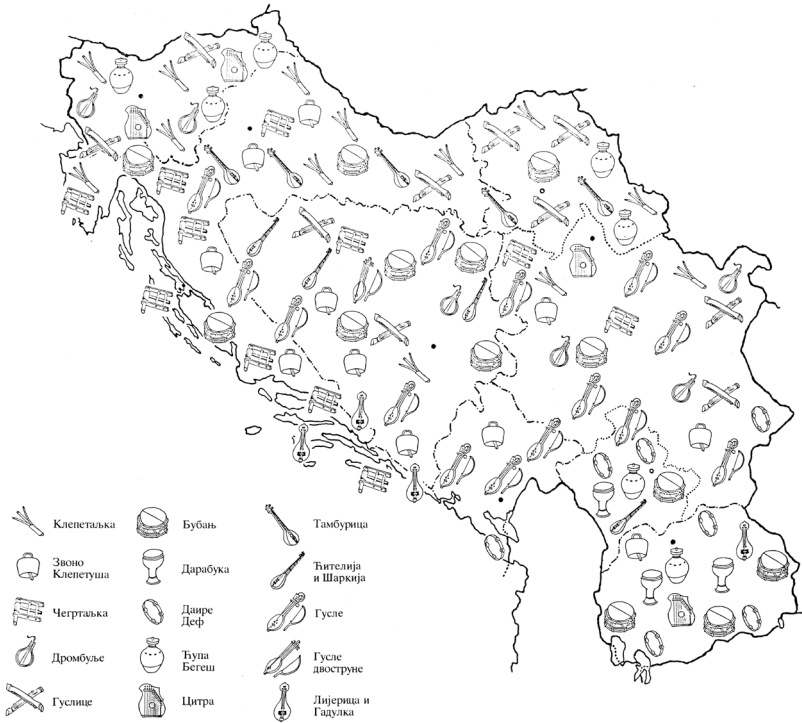 Клепетаљка
Звоно
Клепетуша
Чегртаљка
Дромбуље
Гуслице
Бубањ
Дарабука
Даире
Деф
Ћупа
Бегеш
Цитра
Тамбурица
Ћителија
и Шаркија
Гусле
Гусле
двоструне
Лијерица и
Гадулка